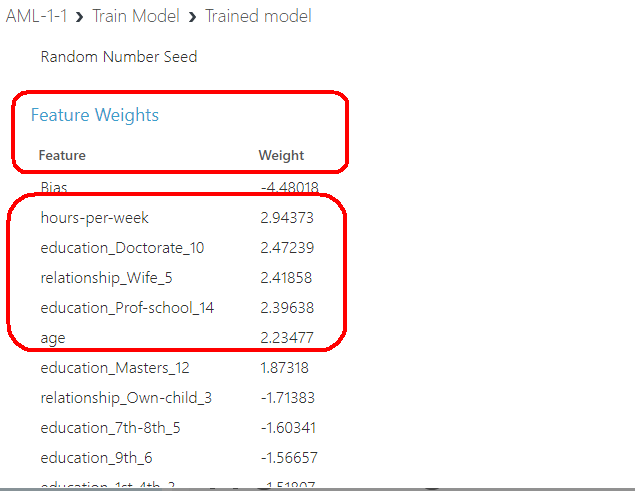 AML-1-1 › Train Model › Trained model
Random Number Seed
Feature Weights
Feature Weight
Bias -4.48018
hours-per-week 2.94373
education_Doctorate_10 2.47239
relationship_Wife_5 2.41858
education_Prof-school_14 2.39638
age 2.23477
education_Masters_12 1.87318
relationship_Own-child_3 -1.71383
education_7th-8th_5 -1.60341
education_9th_6 -1.56657
education_1st-4th_3 -1.51807